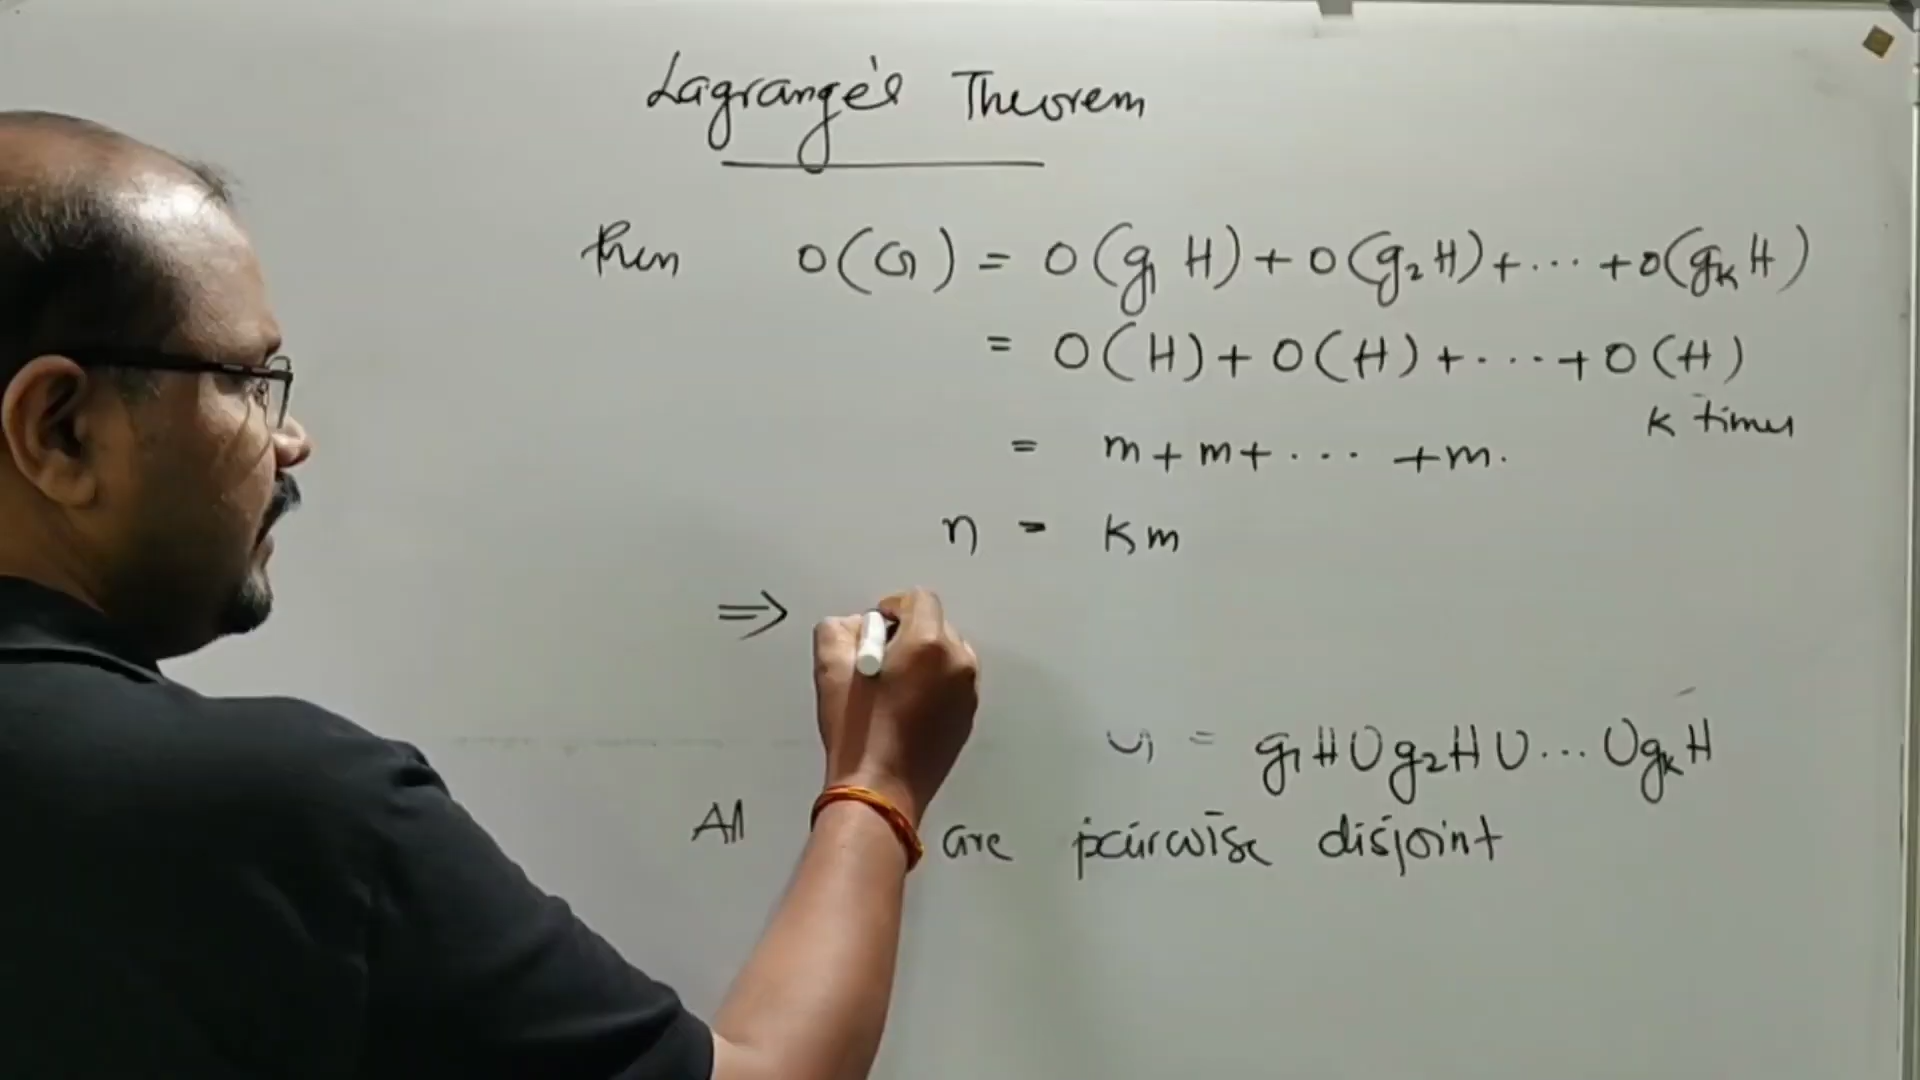 Lagrange's Theorem
then O(G) = O(g₁H) + O(g₂H) + ... + O(gₖH)
= O(H) + O(H) + ... + O(H)
K times
= m + m + ... + m.
n = Km
⇒
G = g₁H ∪ g₂H ∪ ... ∪ gₖH
All are pairwise disjoint